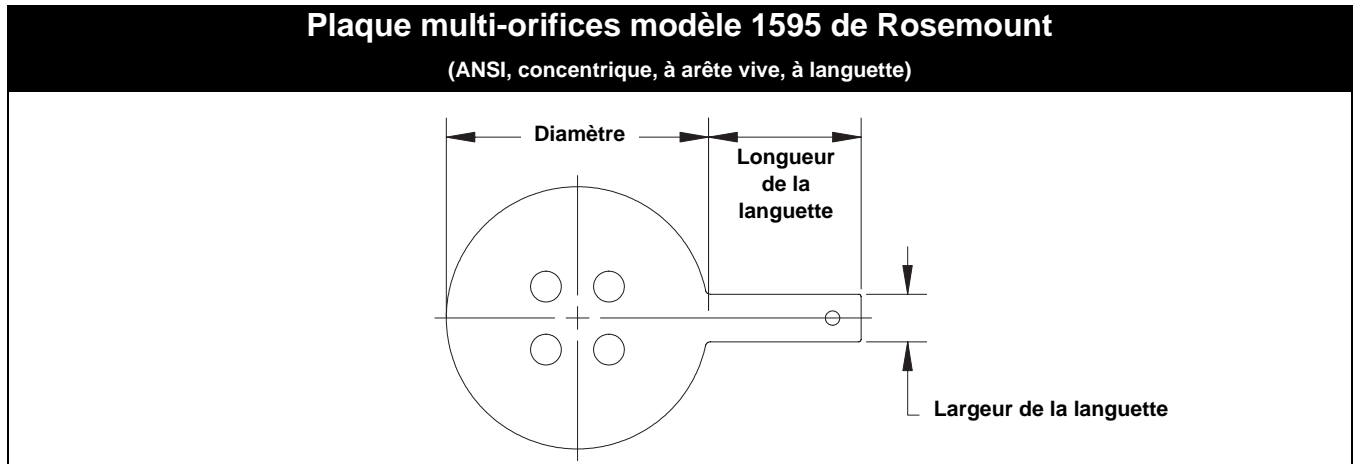 Plaque multi-orifices modèle 1595 de Rosemount
(ANSI, concentrique, à arête vive, à languette)
Diamètre
Longueur
de la
languette
Largeur de la languette